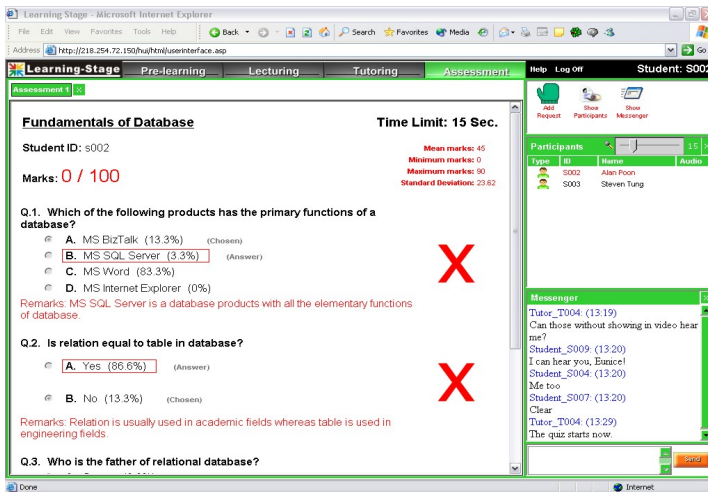 Learning Stage - Microsoft Internet Explorer
File Edit View Favorites Tools Help
Back Search Favorites Media
Address http://218.254.72.150/hui/html/userinterface.asp Go
Learning-Stage Pre-learning Lecturing Tutoring Assessment
Help Log Off Student: S002
Assessment 1 X
Add Request
Show Participants
Show Messenger
Fundamentals of Database
Time Limit: 15 Sec.
Student ID: s002
Mean marks: 45
Minimum marks: 0
Maximum marks: 90
Standard Deviation: 23.62
Marks: 0 / 100
Q.1. Which of the following products has the primary functions of a
database?
A. MS BizTalk (13.3%) (Chosen)
B. MS SQL Server (3.3%) (Answer)
C. MS Word (83.3%)
D. MS Internet Explorer (0%)
X
Remarks: MS SQL Server is a database products with all the elementary functions
of database.
Q.2. Is relation equal to table in database?
A. Yes (86.6%) (Answer)
B. No (13.3%) (Chosen)
X
Remarks: Relation is usually used in academic fields whereas table is used in
engineering fields.
Q.3. Who is the father of relational database?
Participants 15
Type ID Name Audio
S002 Alan Poon
S003 Steven Tung
Messenger X
Tutor_T004: (13:19)
Can those without showing in video hear
me?
Student_S009: (13:20)
I can hear you, Eunice!
Student_S004: (13:20)
Me too
Student_S007: (13:20)
Clear
Tutor_T004: (13:29)
The quiz starts now.
Send
Done
Internet